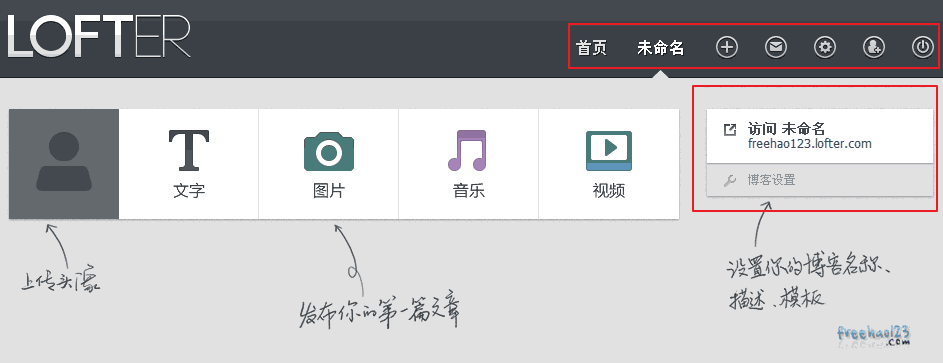 LOFTER
首页 未命名
文字 图片 音乐 视频
访问 未命名
freehao123.lofter.com
博客设置
上传头像
发布你的第一篇文章
设置你的博客名称、
描述、模板
freehao123
.com